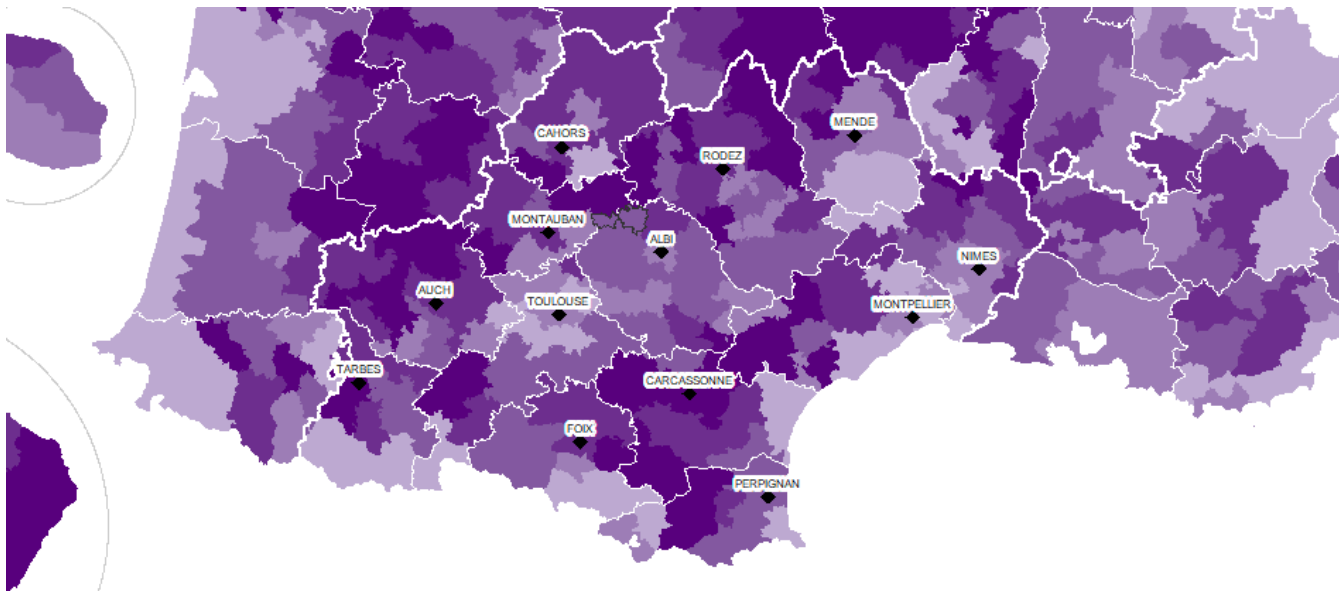 MENDE
CAHORS
RODEZ
MONTAUBAN
ALBI
NIMES
AUCH
TOULOUSE
MONTPELLIER
TARBES
CARCASSONNE
FOIX
PERPIGNAN